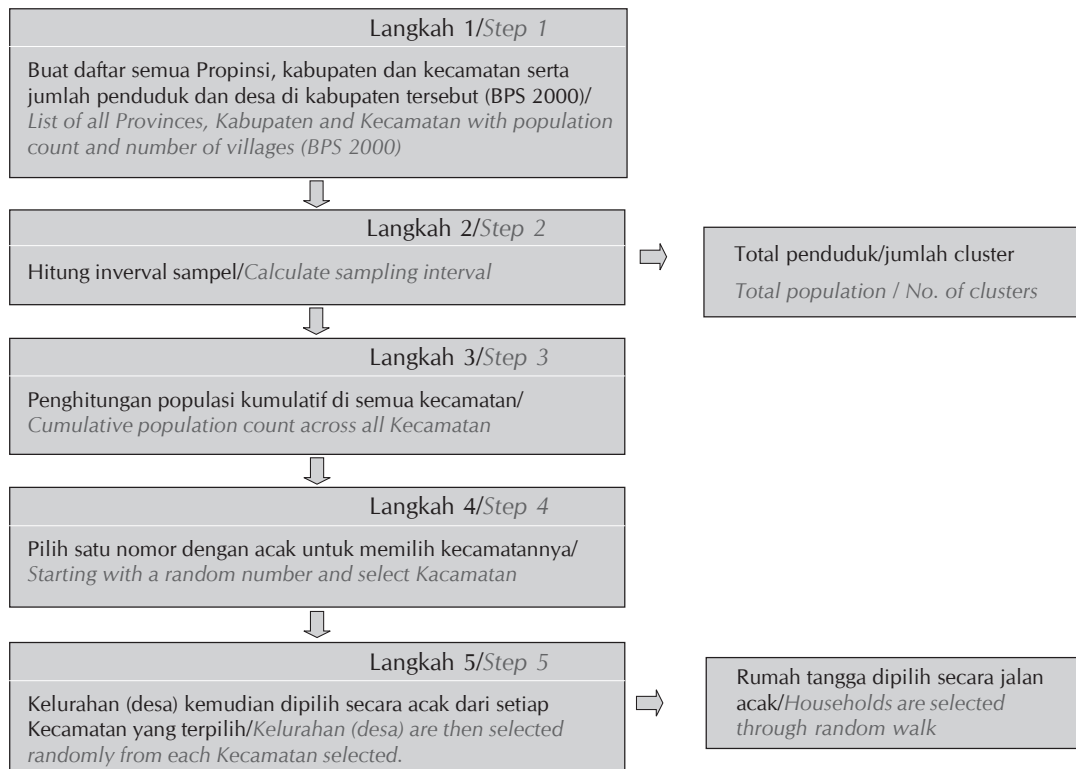 Langkah 1/Step 1
Buat daftar semua Propinsi, kabupaten dan kecamatan serta
jumlah penduduk dan desa di kabupaten tersebut (BPS 2000)/
List of all Provinces, Kabupaten and Kecamatan with population
count and number of villages (BPS 2000)
Langkah 2/Step 2
Hitung inverval sampel/Calculate sampling interval
Total penduduk/jumlah cluster
Total population / No. of clusters
Langkah 3/Step 3
Penghitungan populasi kumulatif di semua kecamatan/
Cumulative population count across all Kecamatan
Langkah 4/Step 4
Pilih satu nomor dengan acak untuk memilih kecamatannya/
Starting with a random number and select Kacamatan
Langkah 5/Step 5
Kelurahan (desa) kemudian dipilih secara acak dari setiap
Kecamatan yang terpilih/Kelurahan (desa) are then selected
randomly from each Kecamatan selected.
Rumah tangga dipilih secara jalan
acak/Households are selected
through random walk